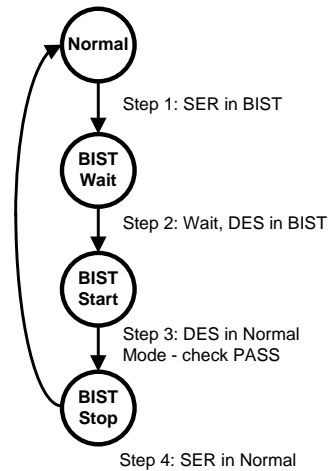 Normal
Step 1: SER in BIST
BIST
Wait
Step 2: Wait, DES in BIST
BIST
Start
Step 3: DES in Normal
Mode - check PASS
BIST
Stop
Step 4: SER in Normal